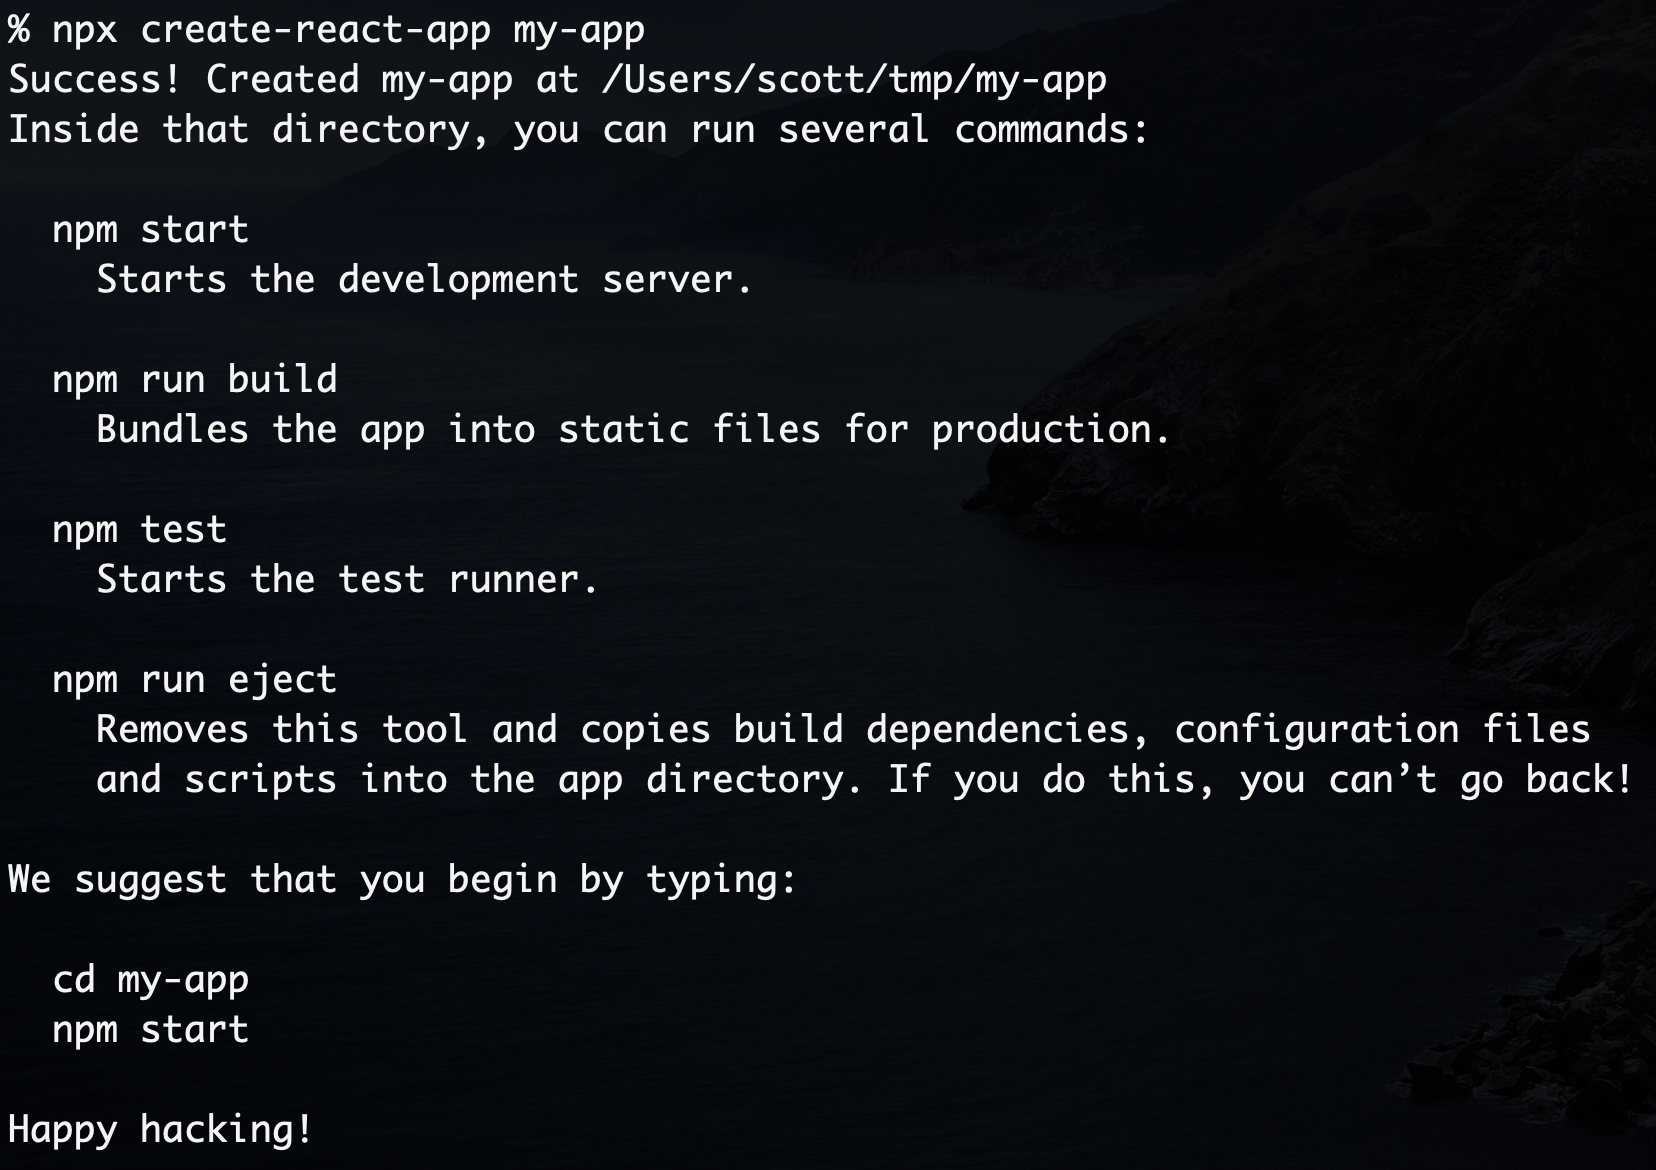 % npx create-react-app my-app
Success! Created my-app at /Users/scott/tmp/my-app
Inside that directory, you can run several commands:

  npm start
    Starts the development server.

  npm run build
    Bundles the app into static files for production.

  npm test
    Starts the test runner.

  npm run eject
    Removes this tool and copies build dependencies, configuration files
    and scripts into the app directory. If you do this, you can’t go back!

We suggest that you begin by typing:

  cd my-app
  npm start

Happy hacking!